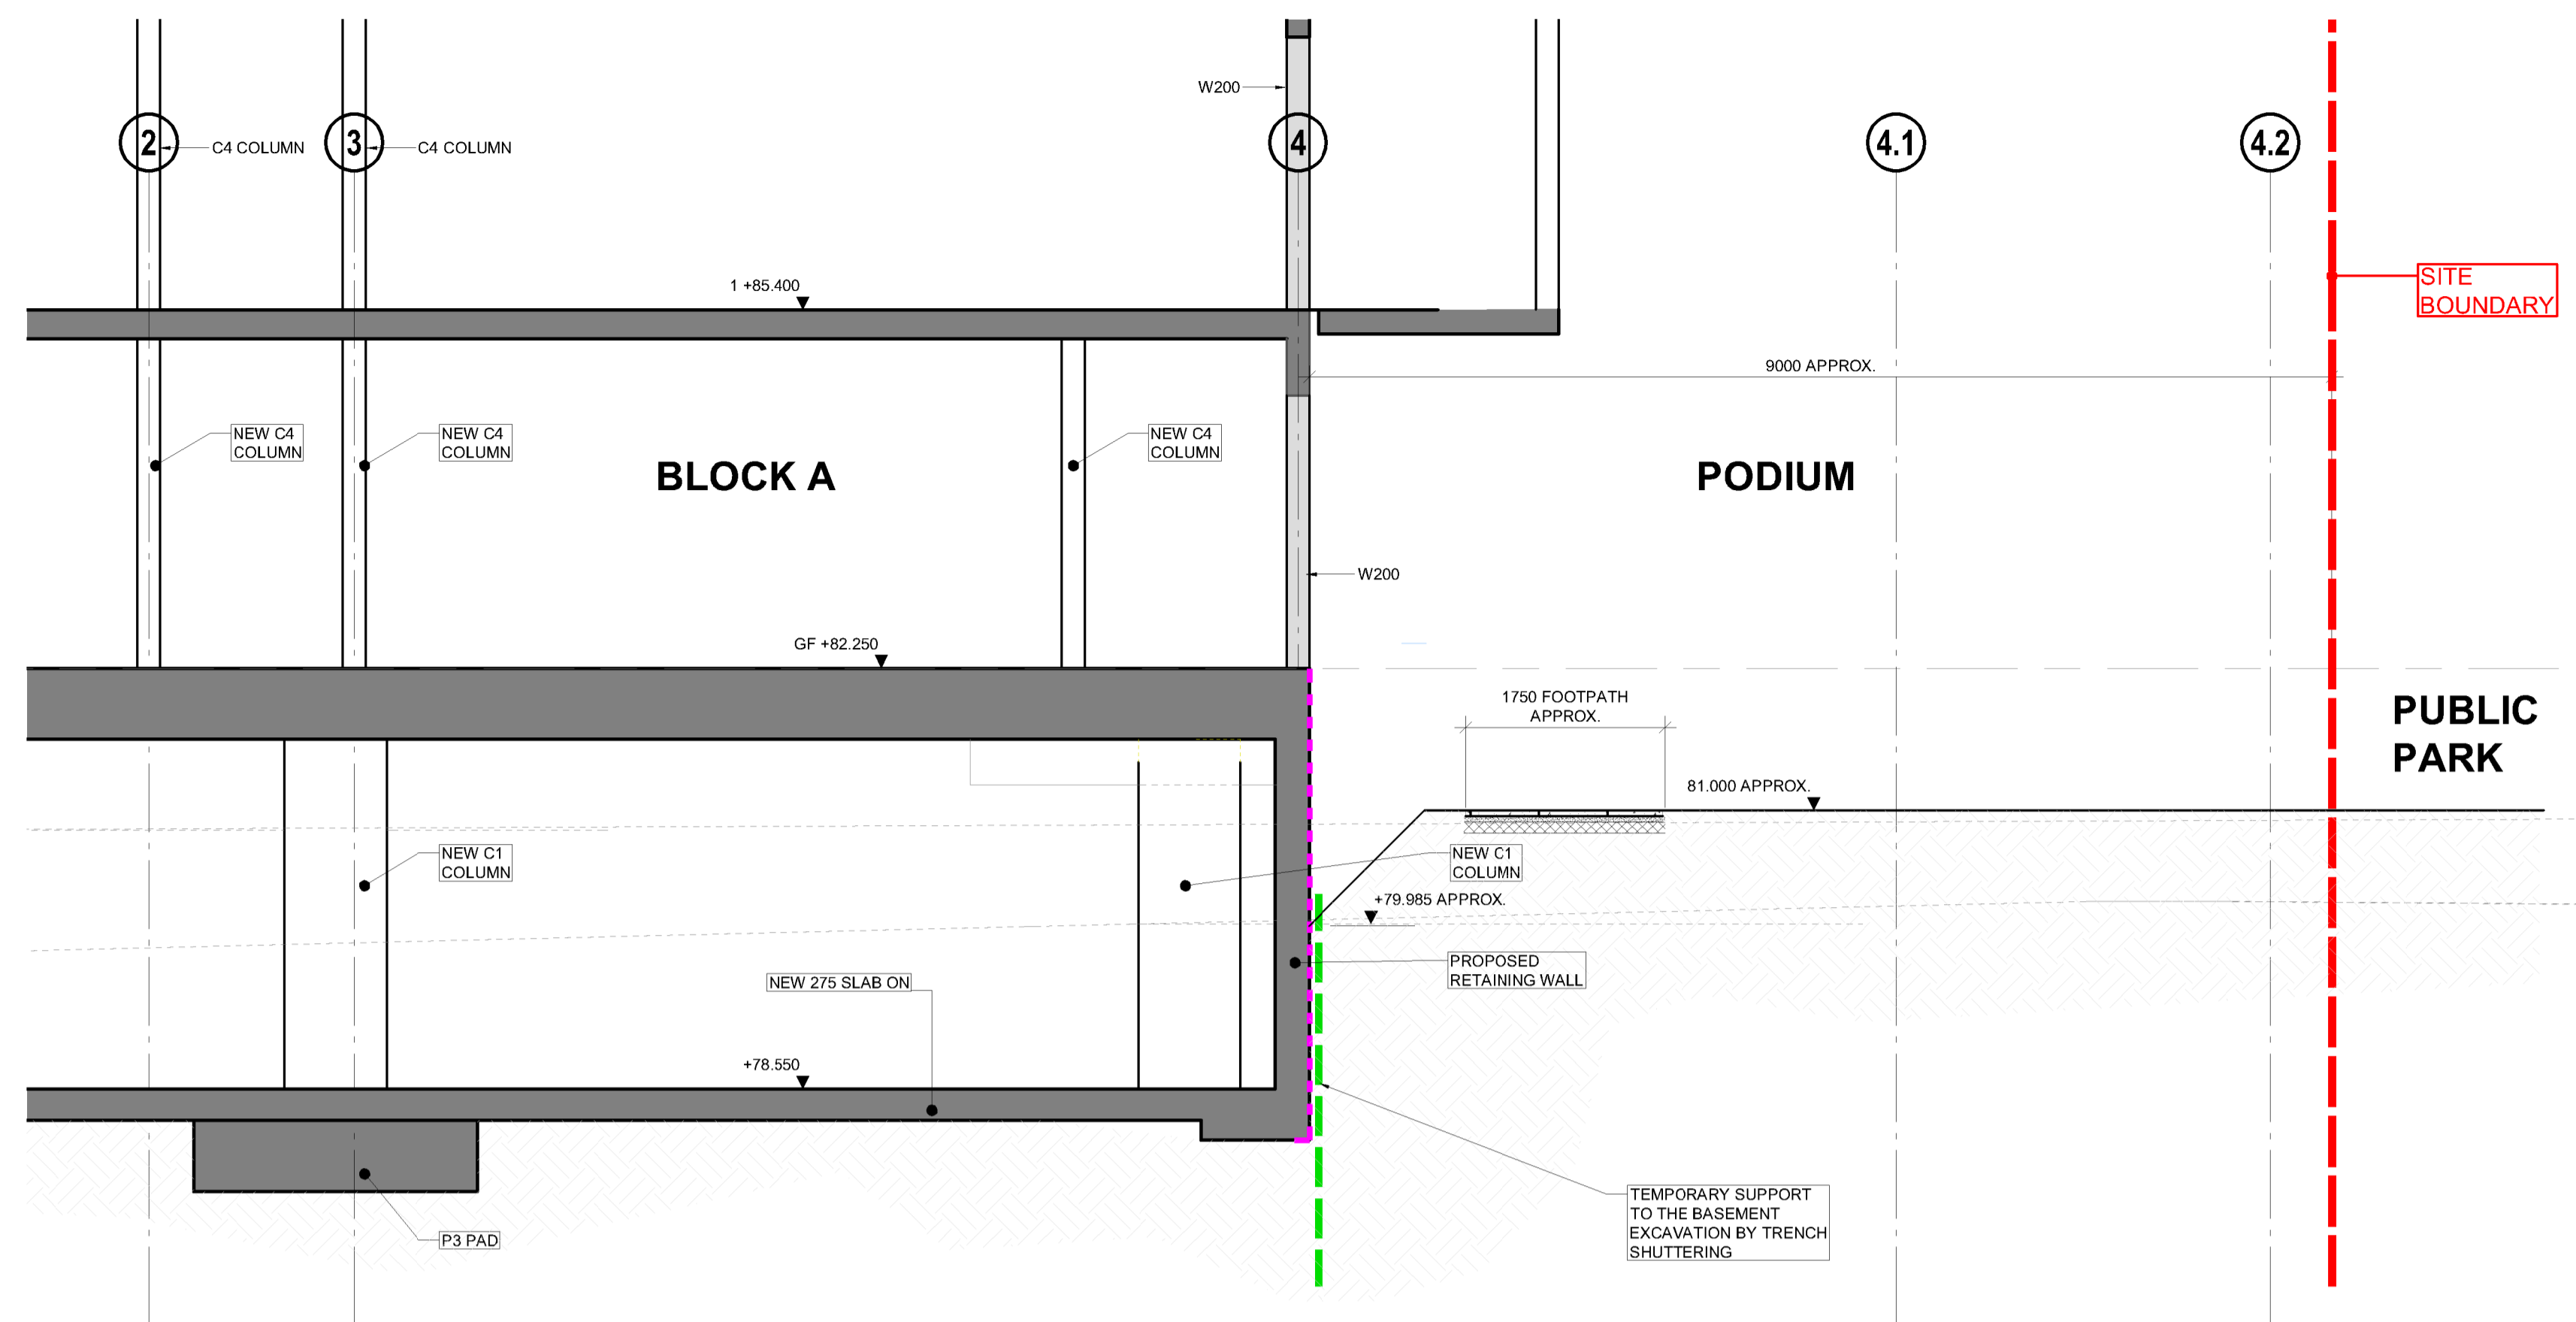 W200
2
C4 COLUMN
3
C4 COLUMN
4
4.1
4.2
SITE
BOUNDARY
1 +85.400
9000 APPROX.
NEW C4
COLUMN
NEW C4
COLUMN
NEW C4
COLUMN
BLOCK A
PODIUM
W200
GF +82.250
1750 FOOTPATH
APPROX.
PUBLIC
PARK
81.000 APPROX.
NEW C1
COLUMN
NEW C1
COLUMN
+79.985 APPROX.
PROPOSED
RETAINING WALL
NEW 275 SLAB ON
+78.550
TEMPORARY SUPPORT
TO THE BASEMENT
EXCAVATION BY TRENCH
SHUTTERING
P3 PAD